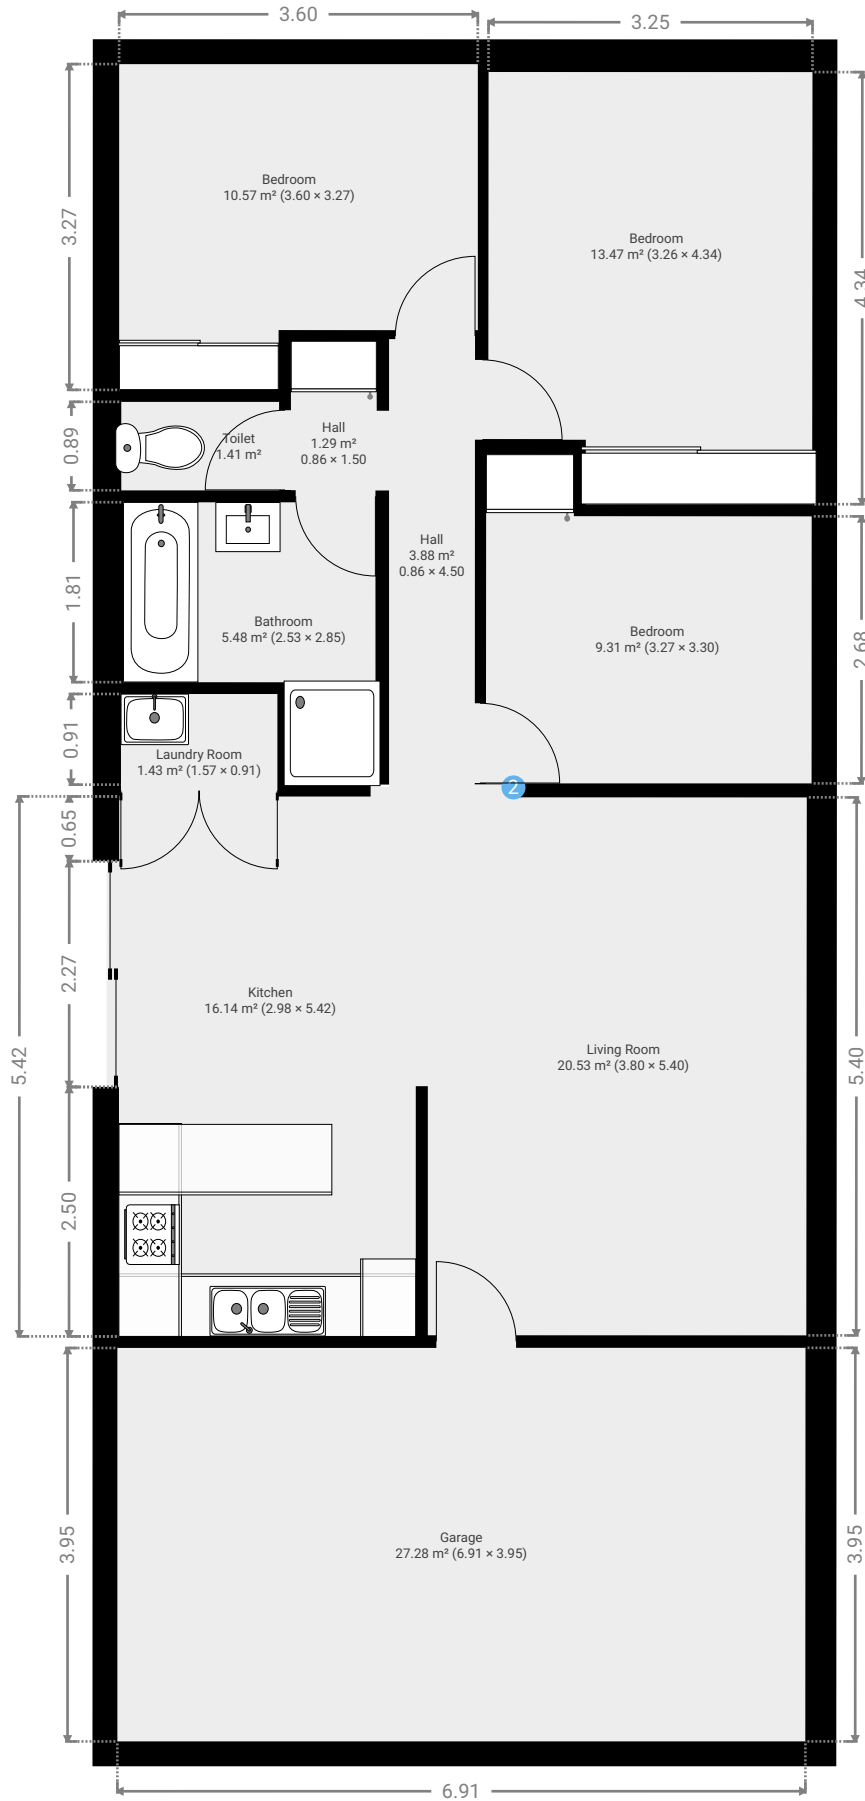 3.60
3.25
3.27
Bedroom
10.57 m² (3.60 × 3.27)
Bedroom
13.47 m² (3.26 × 4.34)
4.34
0.89
Toilet
1.41 m²
Hall
1.29 m²
0.86 × 1.50
Hall
3.88 m²
0.86 × 4.50
1.81
Bathroom
5.48 m² (2.53 × 2.85)
Bedroom
9.31 m² (3.27 × 3.30)
2.68
0.91
Laundry Room
1.43 m² (1.57 × 0.91)
2
0.65
2.27
5.42
Kitchen
16.14 m² (2.98 × 5.42)
Living Room
20.53 m² (3.80 × 5.40)
5.40
2.50
3.95
Garage
27.28 m² (6.91 × 3.95)
3.95
6.91